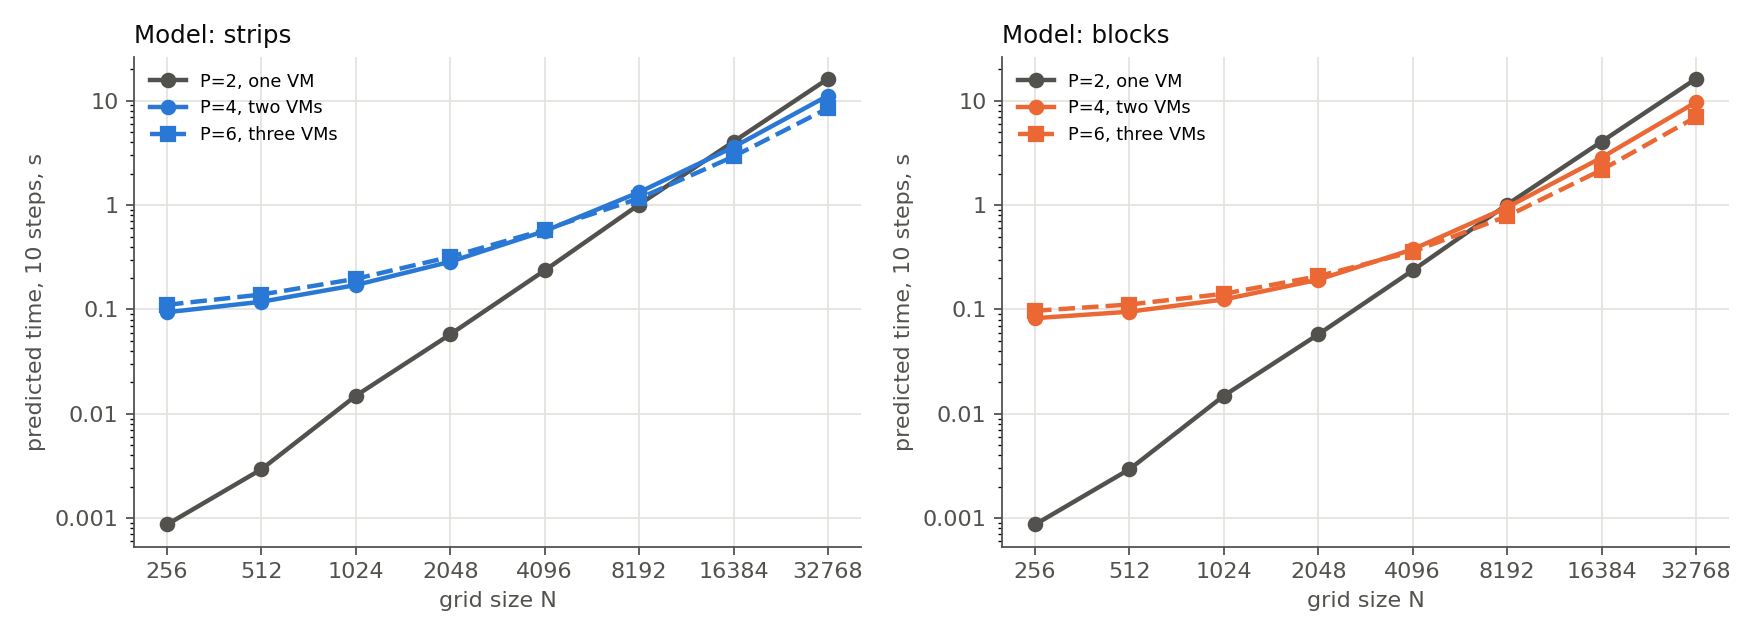 Model: strips
P=2, one VM
P=4, two VMs
P=6, three VMs
predicted time, 10 steps, s
10
1
0.1
0.01
0.001
256 512 1024 2048 4096 8192 16384 32768
grid size N
Model: blocks
P=2, one VM
P=4, two VMs
P=6, three VMs
predicted time, 10 steps, s
10
1
0.1
0.01
0.001
256 512 1024 2048 4096 8192 16384 32768
grid size N